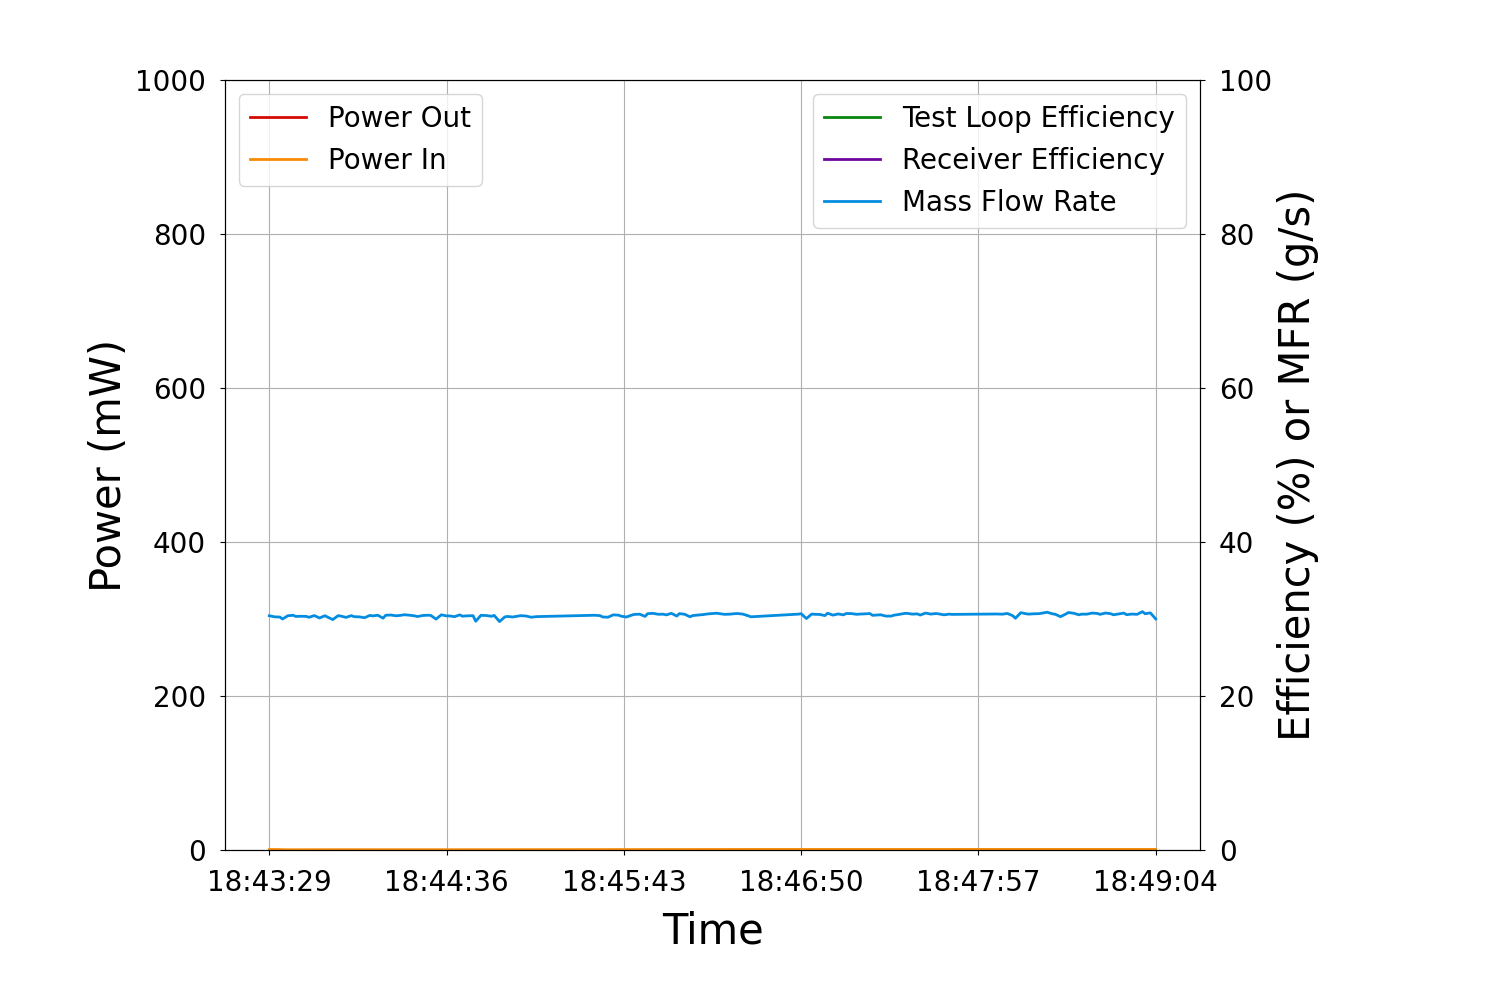 1000
800
600
400
200
0
Power (mW)
Power Out
Power In
Test Loop Efficiency
Receiver Efficiency
Mass Flow Rate
100
80
60
40
20
0
Efficiency (%) or MFR (g/s)
18:43:29 18:44:36 18:45:43 18:46:50 18:47:57 18:49:04
Time